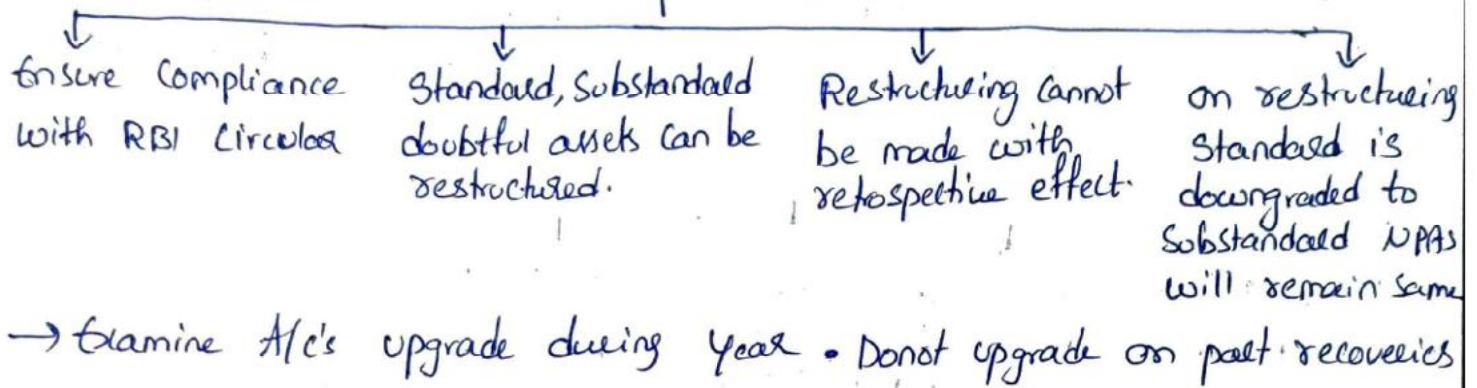 Ensure Compliance
with RBI Circular
Standard, Substandard
doubtful assets can be
restructured.
Restructuring cannot
be made with
retrospective effect.
on restructuring
Standard is
downgraded to
Substandard NPAs
will remain same
→ Examine A/c's upgrade during year. Donot upgrade on part recoveries